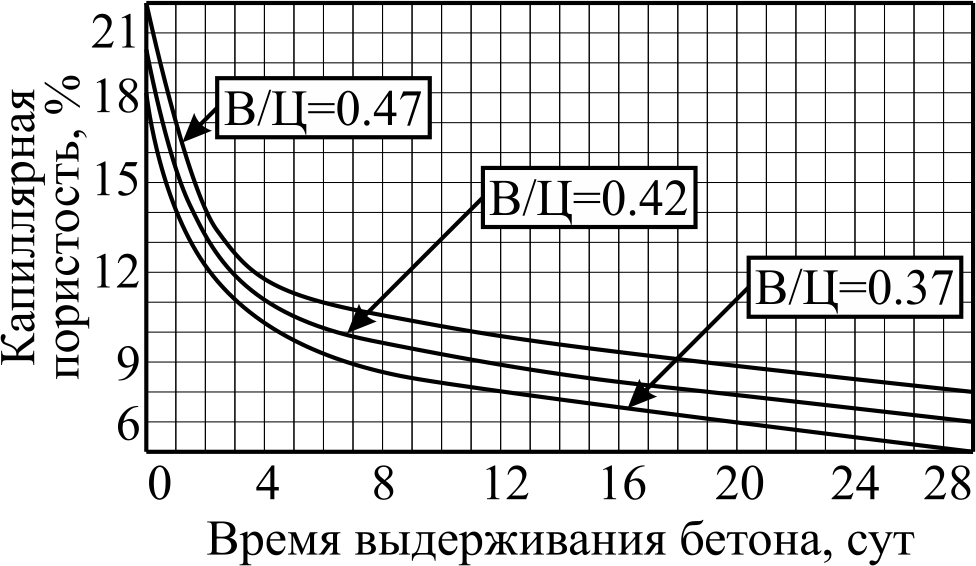 Капиллярная
пористость, %
21
18
15
12
9
6
В/Ц=0.47
В/Ц=0.42
В/Ц=0.37
0 4 8 12 16 20 24 28
Время выдерживания бетона, сут